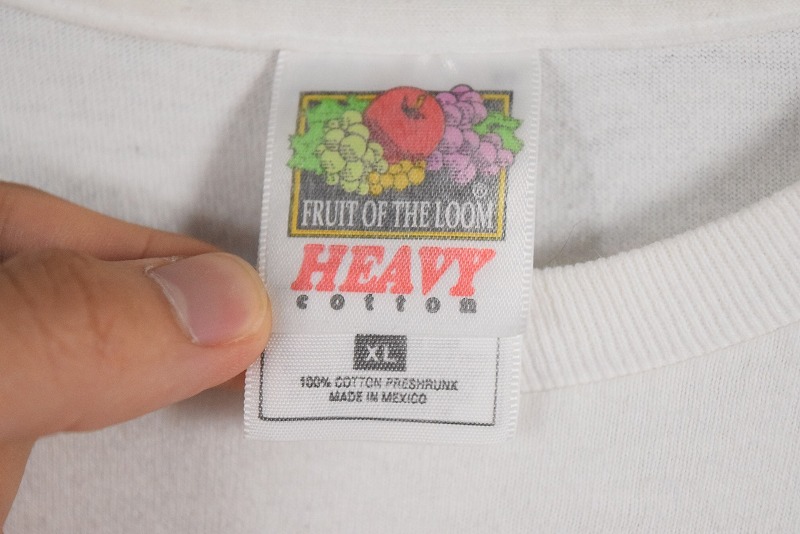 ®
FRUIT OF THE LOOM
HEAVY
cotton
XL
100% COTTON PRESHRUNK
MADE IN MEXICO